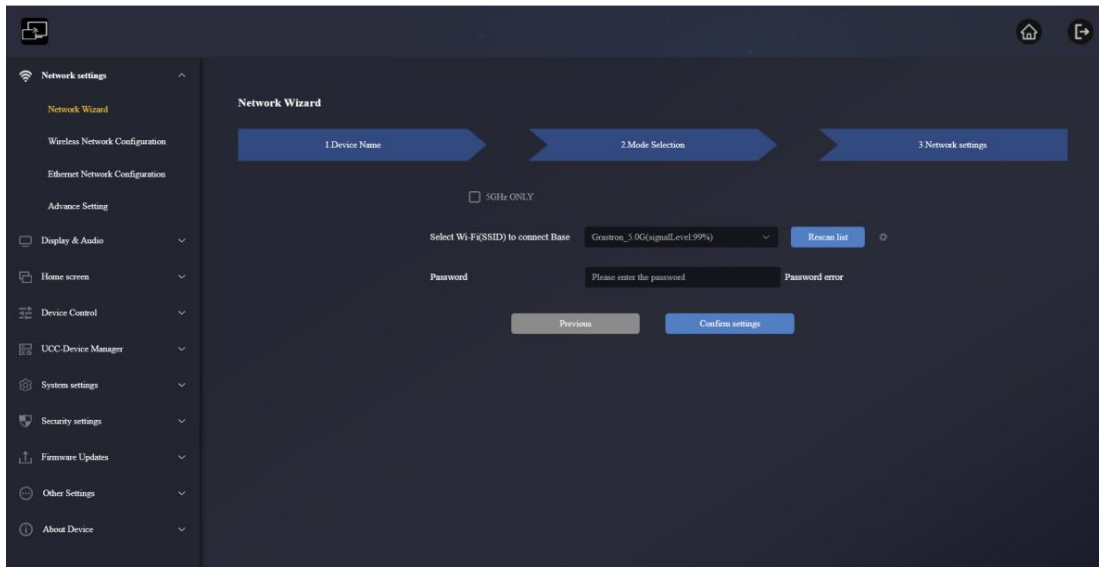 Network settings
Network Wizard
Wireless Network Configuration
Ethernet Network Configuration
Advance Setting
Display & Audio
Home screen
Device Control
UCC-Device Manager
System settings
Security settings
Firmware Updates
Other Settings
About Device
Network Wizard
1.Device Name
2.Mode Selection
3.Network settings
5GHz ONLY
Select Wi-Fi(SSID) to connect Base
Grastron_5.0G(signalLevel:99%)
Rescan list
Password
Please enter the password
Password error
Previous
Confirm settings